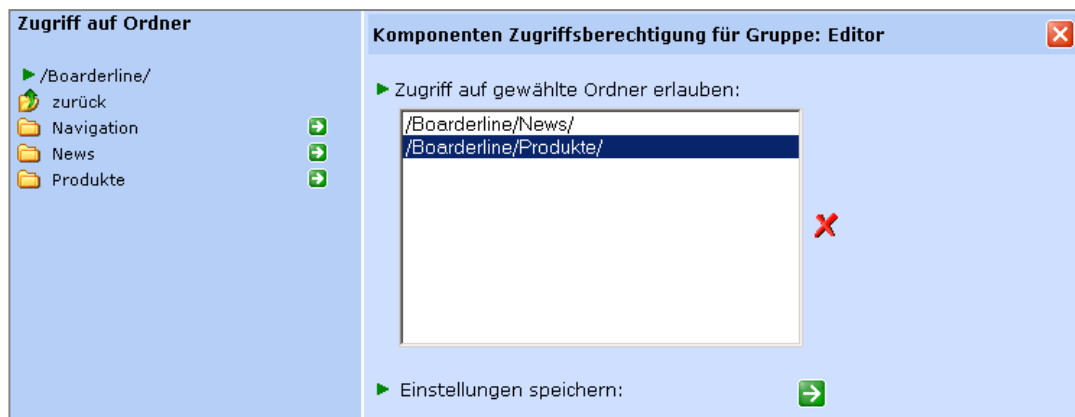 Zugriff auf Ordner
/Boarderline/
zurück
Navigation
News
Produkte
Komponenten Zugriffsberechtigung für Gruppe: Editor
Zugriff auf gewählte Ordner erlauben:
/Boarderline/News/
/Boarderline/Produkte/
Einstellungen speichern: